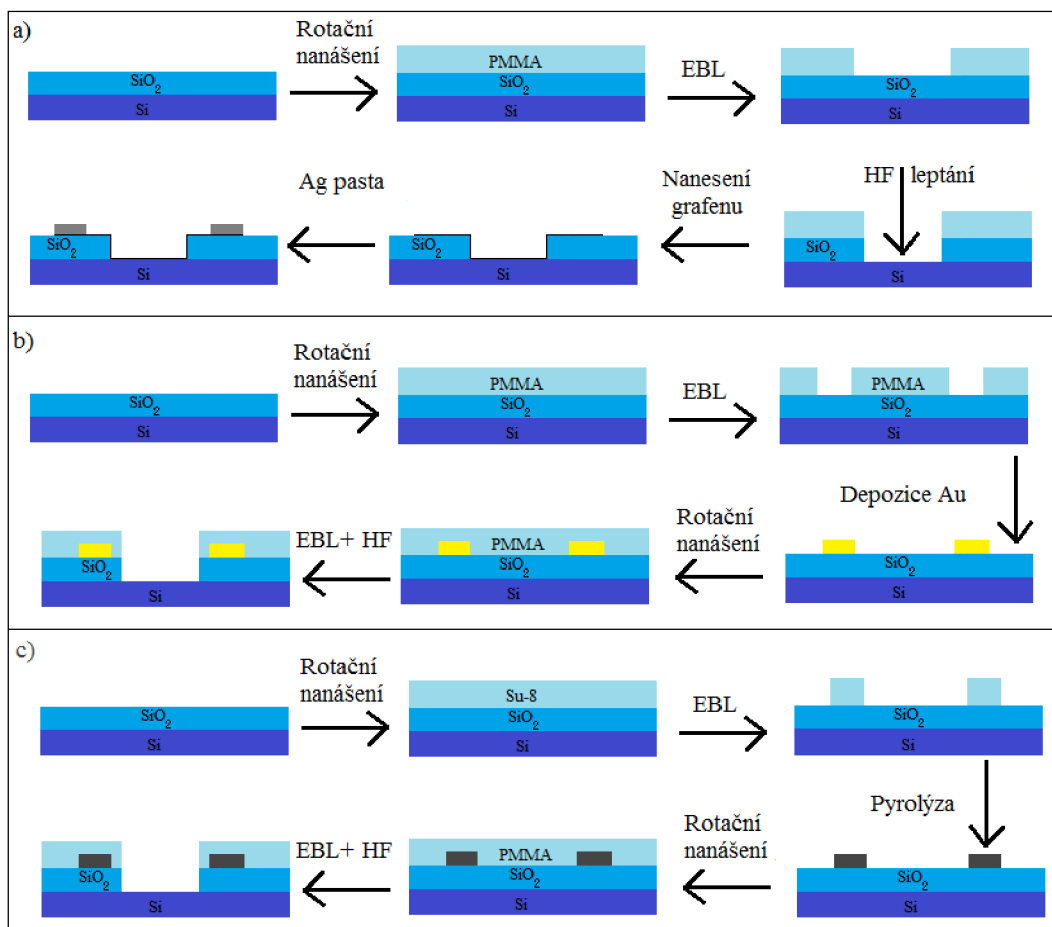 a)
Rotační
nanášení
SiO2
Si
PMMA
SiO2
Si
EBL
SiO2
Si
HF leptání
SiO2
Si
Nanesení
grafenu
SiO2
Si
Ag pasta
SiO2
Si
b)
Rotační
nanášení
SiO2
Si
PMMA
SiO2
Si
EBL
PMMA
SiO2
Si
Depozice Au
SiO2
Si
Rotační
nanášení
PMMA
SiO2
Si
EBL+ HF
SiO2
Si
c)
Rotační
nanášení
SiO2
Si
Su-8
SiO2
Si
EBL
SiO2
Si
Pyrolýza
SiO2
Si
Rotační
nanášení
PMMA
SiO2
Si
EBL+ HF
SiO2
Si